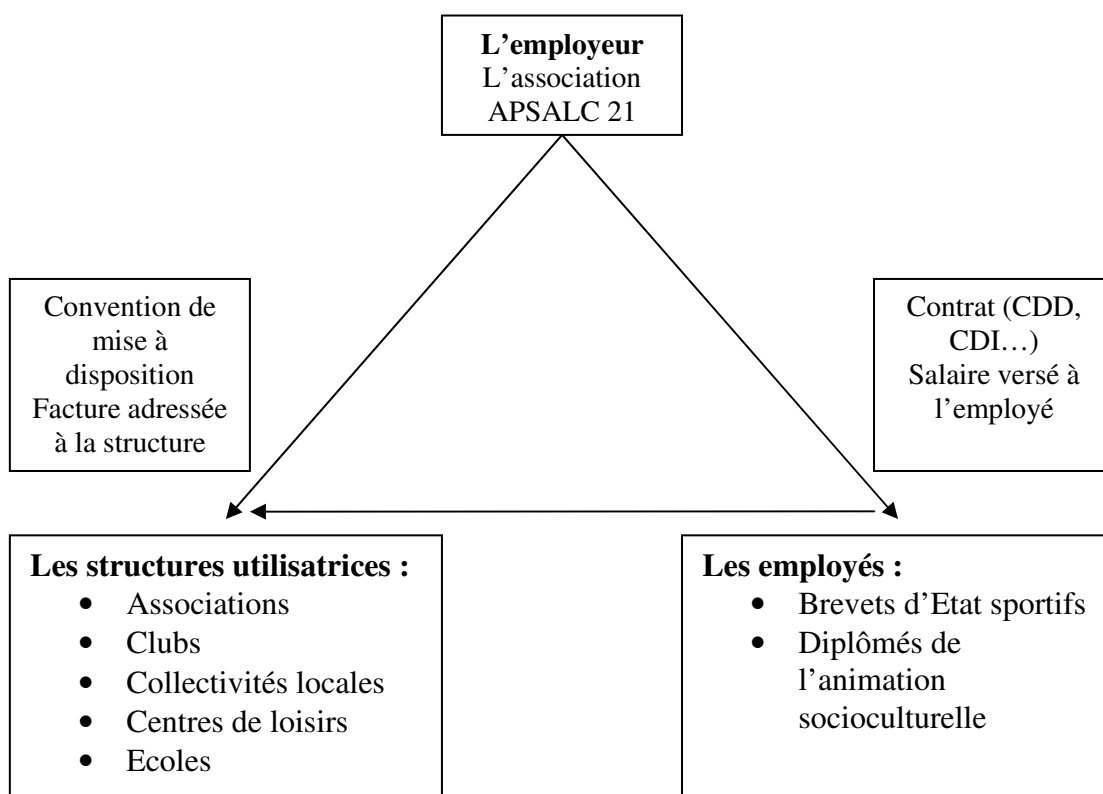 L’employeur
L’association
APSALC 21
Convention de
mise à
disposition
Facture adressée
à la structure
Contrat (CDD,
CDI…)
Salaire versé à
l’employé
Les structures utilisatrices :
• Associations
• Clubs
• Collectivités locales
• Centres de loisirs
• Ecoles
Les employés :
• Brevets d’Etat sportifs
• Diplômés de
l’animation
socioculturelle